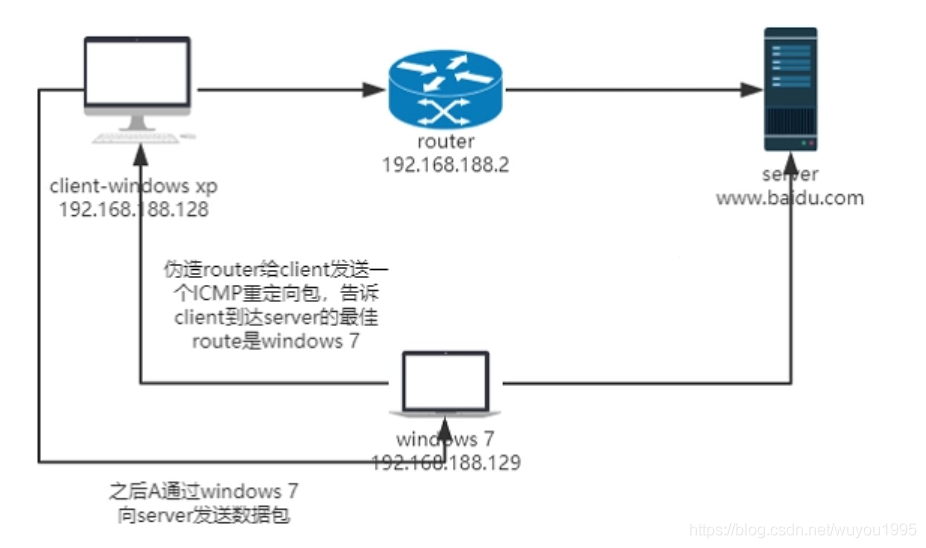 router
192.168.188.2
server
www.baidu.com
client-windows xp
192.168.188.128
伪造router给client发送一
个ICMP重定向包，告诉
client到达server的最佳
route是windows 7
windows 7
192.168.188.129
之后A通过windows 7
向server发送数据包
https://blog.csdn.net/wuyou1995